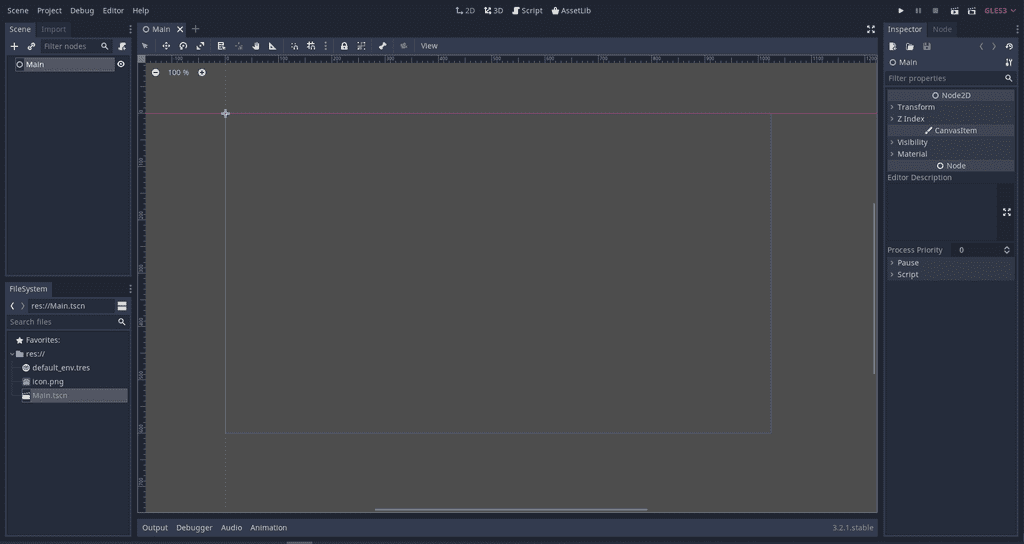 Scene Project Debug Editor Help
2D 3D Script AssetLib
GLES3
Scene Import
Filter nodes
Main
FileSystem
res://Main.tscn
Search files
Favorites:
res://
default_env.tres
icon.png
Main.tscn
Main
View
100 %
Output Debugger Audio Animation
3.2.1.stable
Inspector Node
Main
Filter properties
Node2D
Transform
Z Index
CanvasItem
Visibility
Material
Node
Editor Description
Process Priority 0
Pause
Script